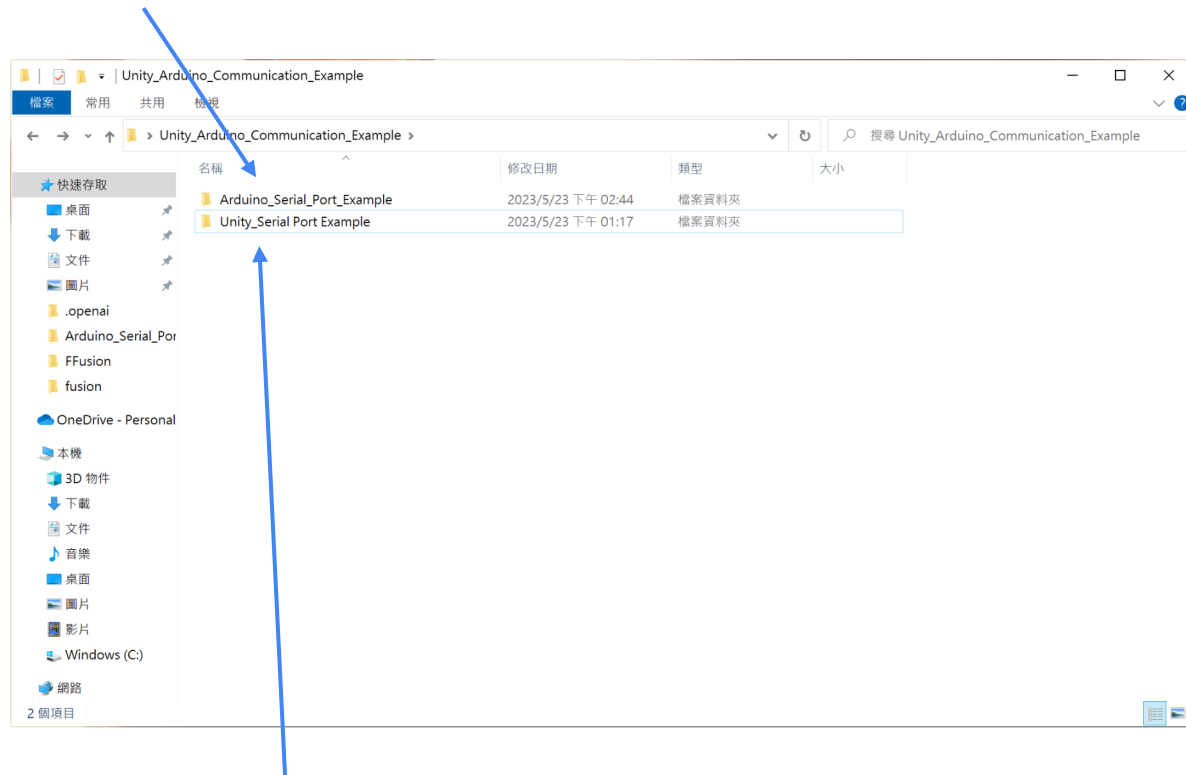 Unity_Arduino_Communication_Example
檔案 常用 共用 檢視
Unity_Arduino_Communication_Example
搜尋 Unity_Arduino_Communication_Example
名稱 修改日期 類型 大小
Arduino_Serial_Port_Example 2023/5/23 下午 02:44 檔案資料夾
Unity_Serial Port Example 2023/5/23 下午 01:17 檔案資料夾
快速存取
桌面
下載
文件
圖片
.openai
Arduino_Serial_Por
FFusion
fusion
OneDrive - Personal
本機
3D 物件
下載
文件
音樂
桌面
圖片
影片
Windows (C:)
網路
2 個項目